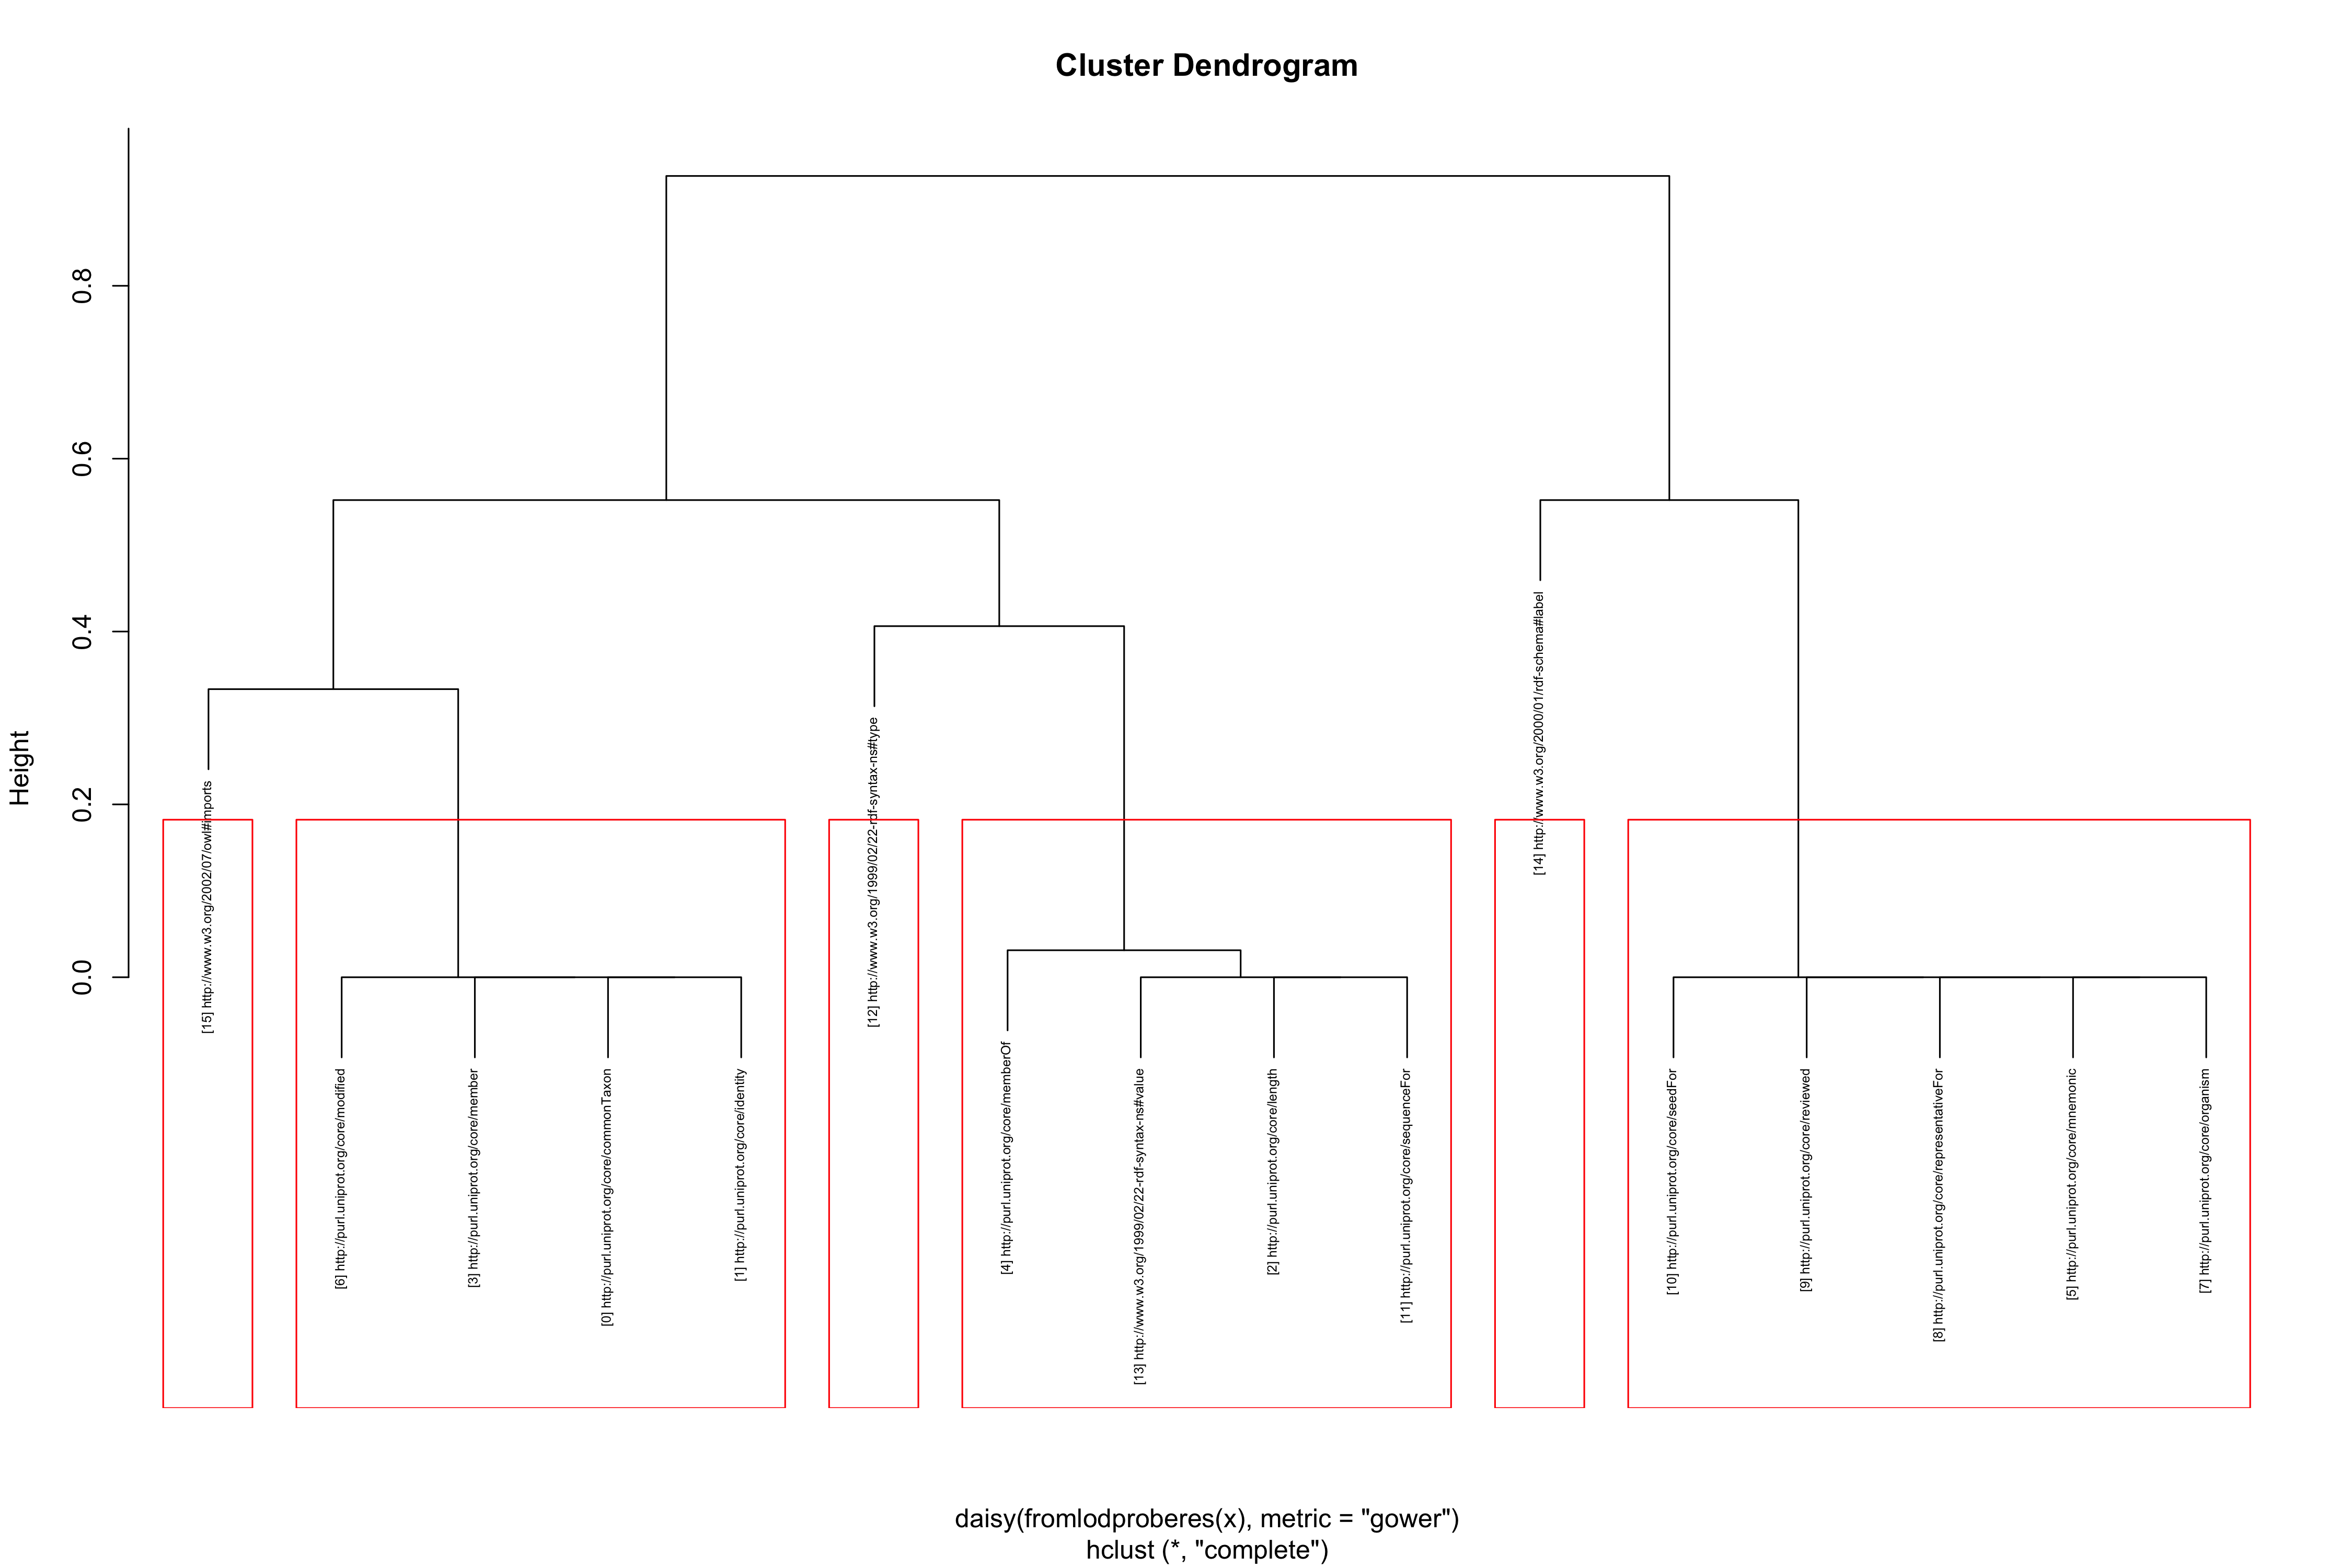 Cluster Dendrogram
Height
0.0
0.2
0.4
0.6
0.8
[15] http://www.w3.org/2002/07/owl#imports
[6] http://purl.uniprot.org/core/modified
[3] http://purl.uniprot.org/core/member
[0] http://purl.uniprot.org/core/commonTaxon
[1] http://purl.uniprot.org/core/identity
[12] http://www.w3.org/1999/02/22-rdf-syntax-ns#type
[4] http://purl.uniprot.org/core/memberOf
[13] http://www.w3.org/1999/02/22-rdf-syntax-ns#value
[2] http://purl.uniprot.org/core/length
[11] http://purl.uniprot.org/core/sequenceFor
[14] http://www.w3.org/2000/01/rdf-schema#label
[10] http://purl.uniprot.org/core/seedFor
[9] http://purl.uniprot.org/core/reviewed
[8] http://purl.uniprot.org/core/representativeFor
[5] http://purl.uniprot.org/core/mnemonic
[7] http://purl.uniprot.org/core/organism
daisy(fromlodproberes(x), metric = "gower")
hclust (*, "complete")